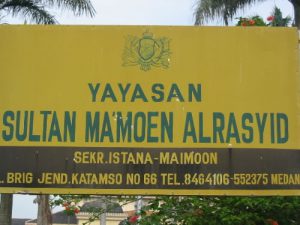 YAYASAN
SULTAN MAMOEN ALRASYID
SEKR.ISTANA-MAIMOON
. BRIG JEND.KATAMSO NO 66 TEL.8464106-552375 MEDAN